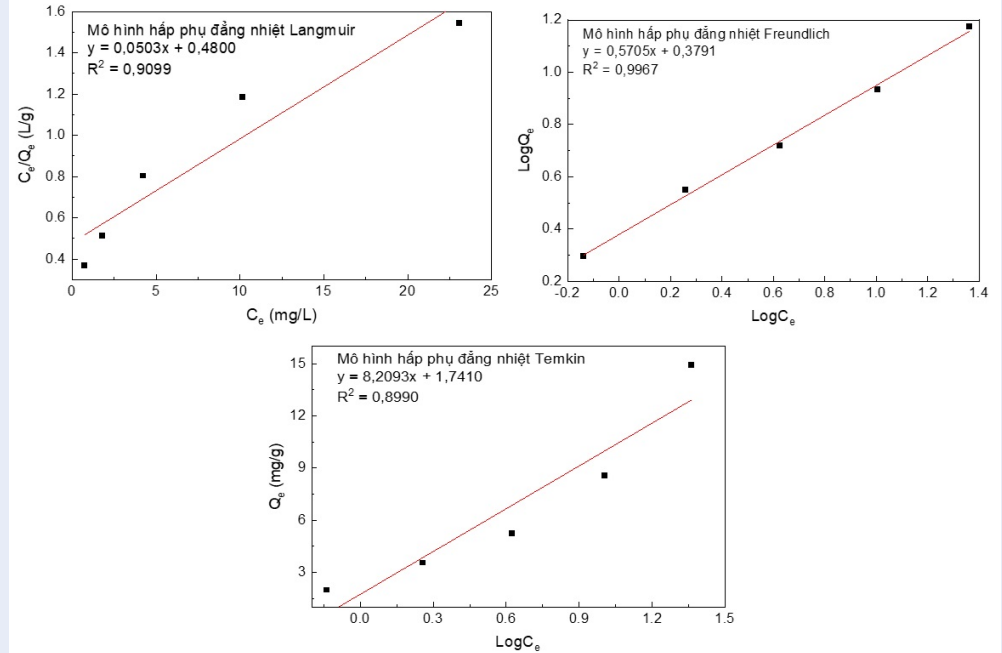 Mô hình hấp phụ đẳng nhiệt Langmuir
y = 0,0503x + 0,4800
R² = 0,9099
1.6
1.4
1.2
1.0
0.8
0.6
0.4
Cₑ/Qₑ (L/g)
0 5 10 15 20 25
Cₑ (mg/L)
Mô hình hấp phụ đẳng nhiệt Freundlich
y = 0,5705x + 0,3791
R² = 0,9967
1.2
1.0
0.8
0.6
0.4
0.2
LogQₑ
-0.2 0.0 0.2 0.4 0.6 0.8 1.0 1.2 1.4
LogCₑ
Mô hình hấp phụ đẳng nhiệt Temkin
y = 8,2093x + 1,7410
R² = 0,8990
15
12
9
6
3
Qₑ (mg/g)
0.0 0.3 0.6 0.9 1.2 1.5
LogCₑ